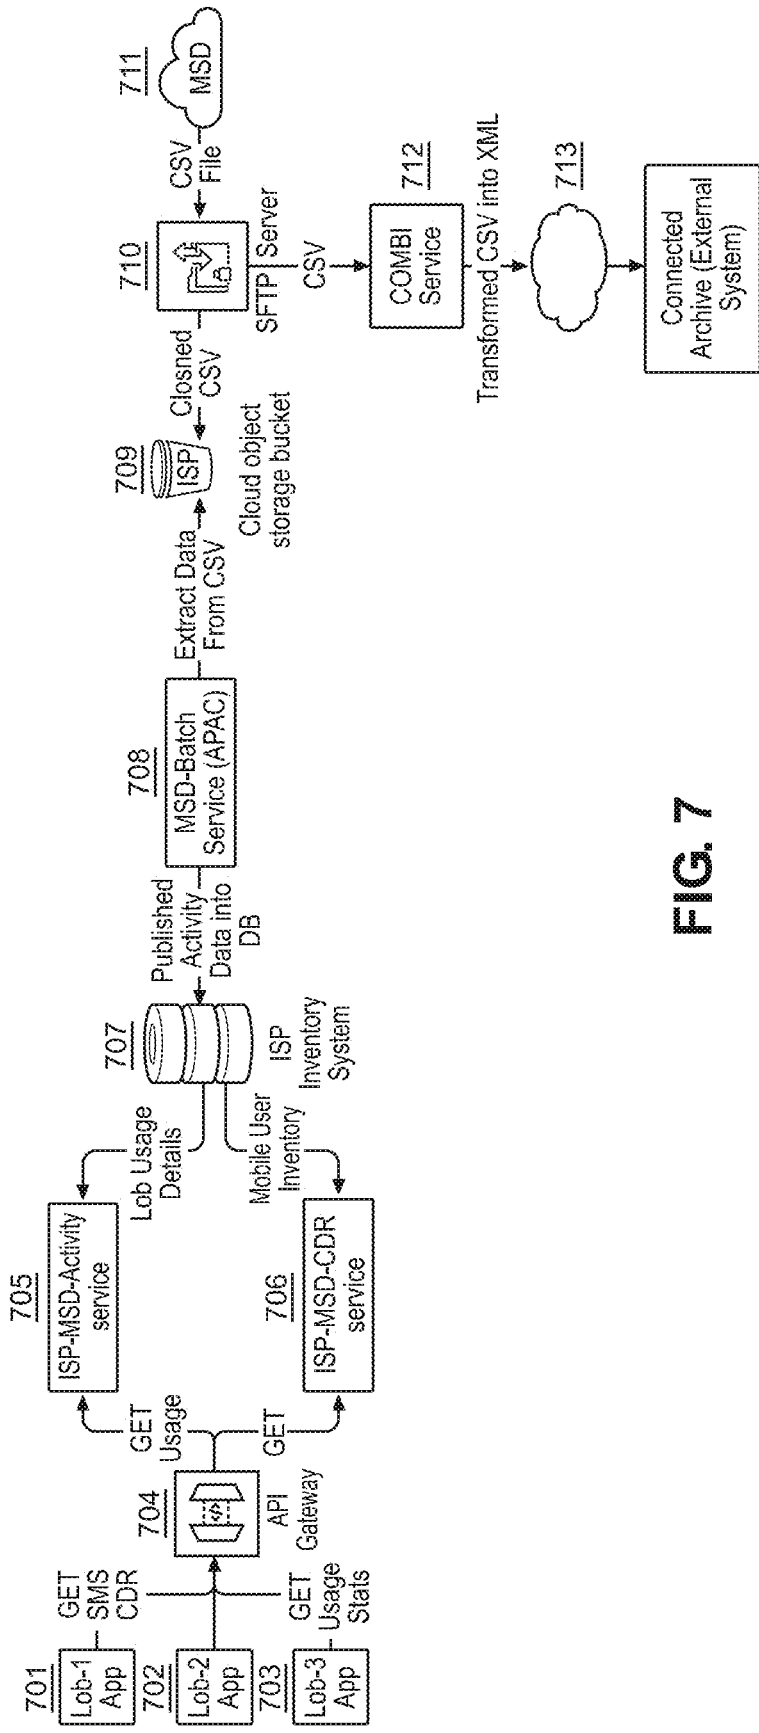 701
Lob-1
App
702
Lob-2
App
703
Lob-3
App
GET
SMS
CDR
GET
Usage
Stats
704
API
Gateway
GET
Usage
GET
705
ISP-MSD-Activity
service
706
ISP-MSD-CDR
service
Lob Usage
Details
Mobile User
Inventory
707
ISP
Inventory
System
Published
Activity
Data into
DB
708
MSD-Batch
Service (APAC)
Extract Data
From CSV
709
ISP
Cloud object
storage bucket
Closned
CSV
710
SFTP Server
CSV
File
711
MSD
CSV
712
COMBI
Service
Transformed CSV into XML
713
Connected
Archive (External
System)
FIG. 7